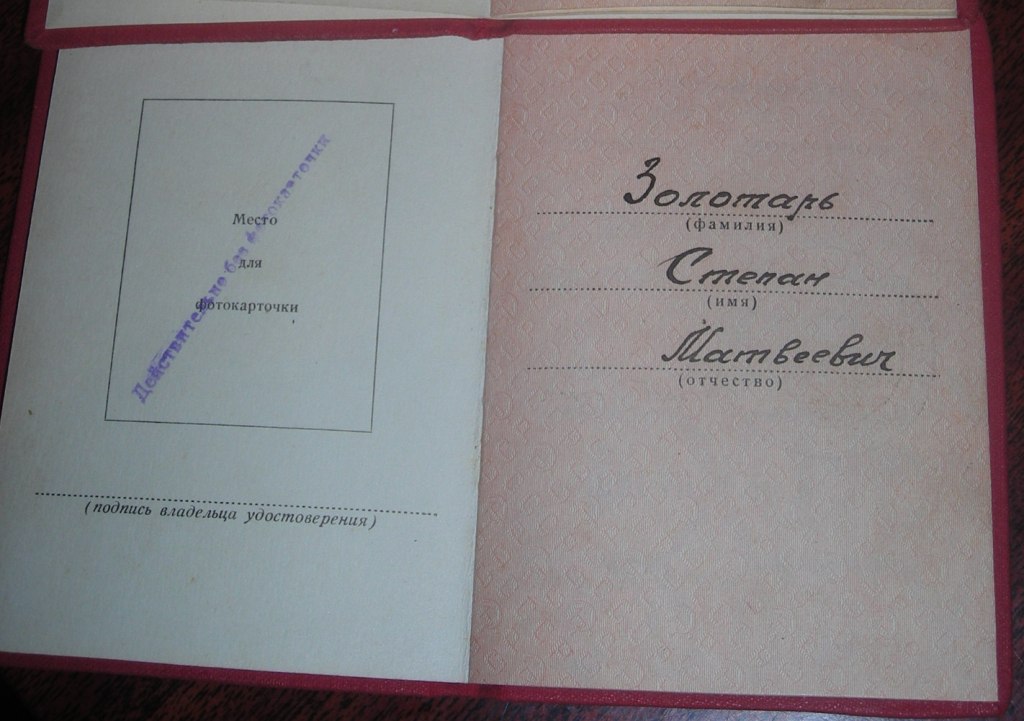 Место
для
фотокарточки
Действительно без фотокарточки
(подпись владельца удостоверения)
Золотарь
(фамилия)
Степан
(имя)
Матвеевич
(отчество)